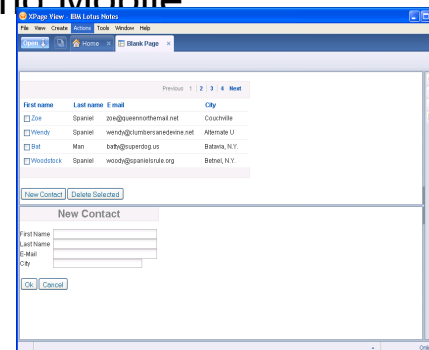 XPage View - IBM Lotus Notes
File View Create Actions Tools Window Help
Open Home × Blank Page ×
Previous 1 | 2 | 3 | 4 Next
First name Last name E mail City
Zoe Spaniel zoe@queennorthemail.net Couchville
Wendy Spaniel wendy@clumbersanedevine.net Alternate U
Bat Man batty@superdog.us Batavia, N.Y.
Woodstock Spaniel woody@spanielsrule.org Bethel, N.Y.
New Contact Delete Selected
New Contact
First Name
Last Name
E-Mail
City
Ok Cancel